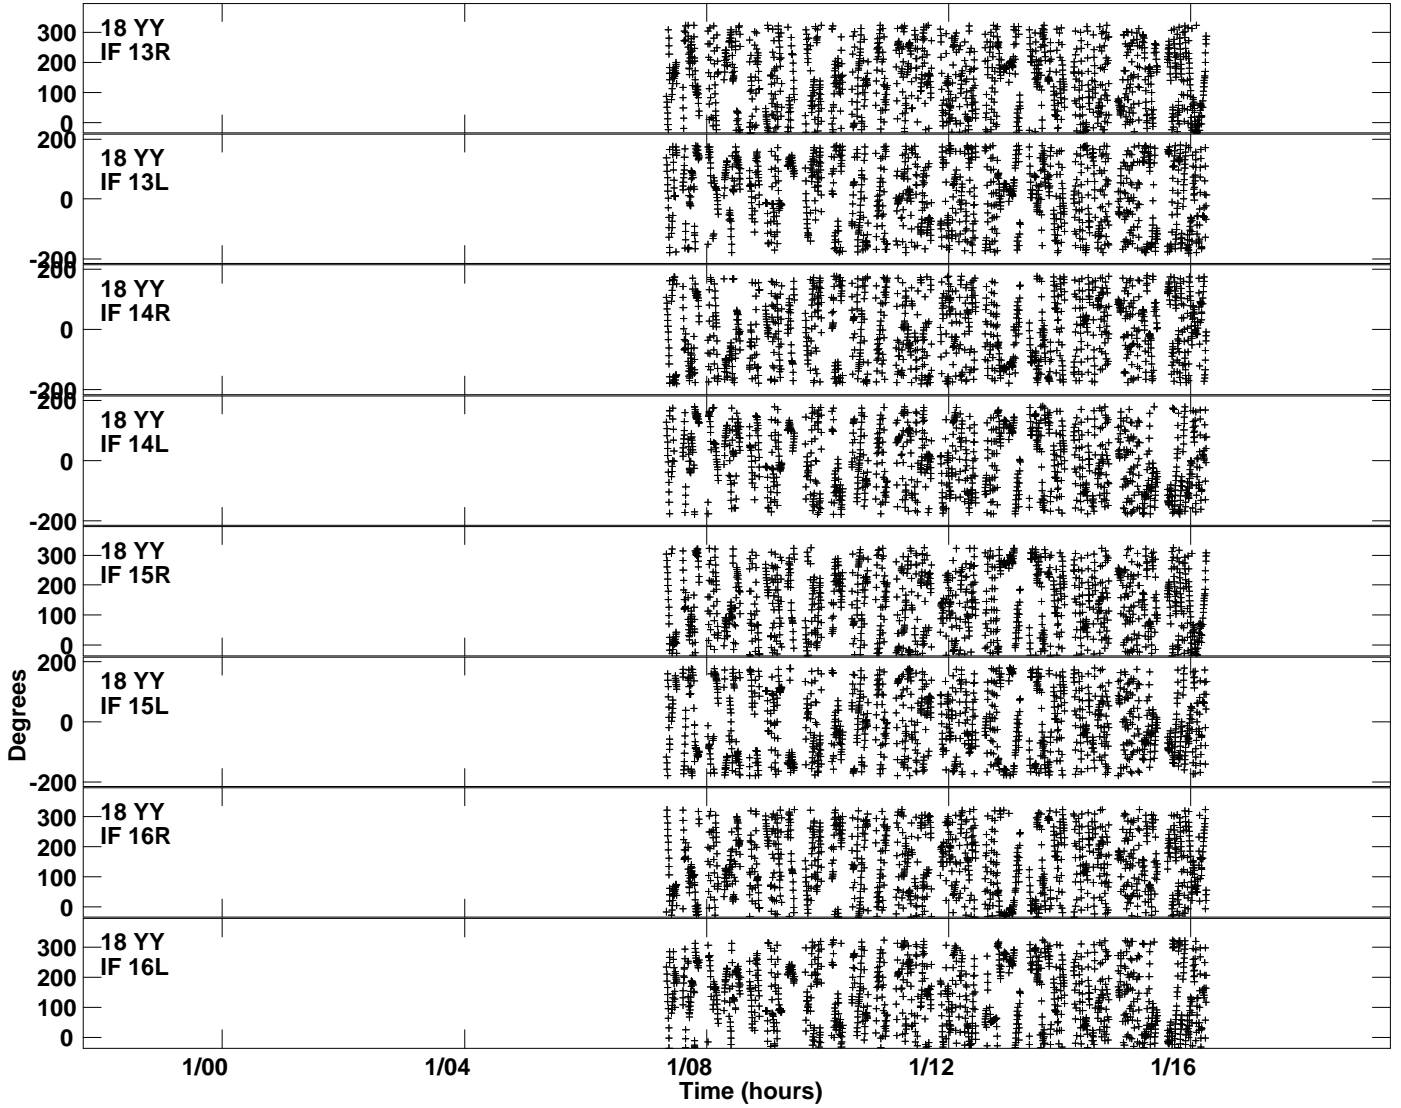 300 18 YY
200 IF 13R
100
0
200 18 YY
IF 13L
0
-200
200 18 YY
IF 14R
0
-200
200 18 YY
IF 14L
0
-200
300 18 YY
200 IF 15R
100
0
200 18 YY
IF 15L
0
-200
300 18 YY
200 IF 16R
100
0
300 18 YY
200 IF 16L
100
0
Degrees
1/00 1/04 1/08 1/12 1/16
Time (hours)